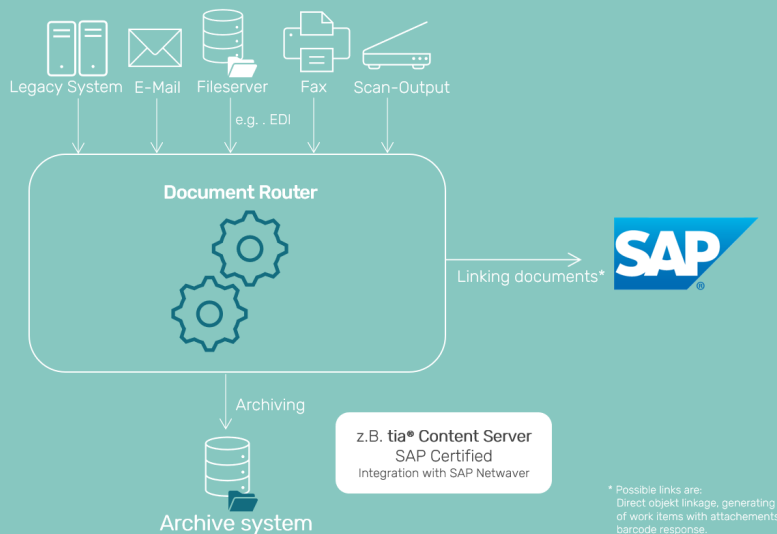 Legacy System E-Mail Fileserver Fax Scan-Output
e.g. . EDI
Document Router
SAP
®
Linking documents*
Archiving
z.B. tia® Content Server
SAP Certified
Integration with SAP Netwaver
Archive system
* Possible links are:
Direct objekt linkage, generating
of work items with attachements
barcode response.